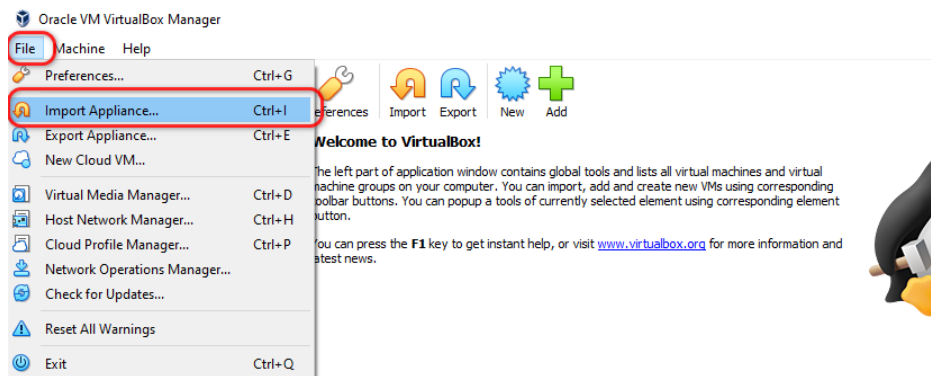 Oracle VM VirtualBox Manager
File Machine Help
Preferences... Ctrl+G
Import Appliance... Ctrl+I
Export Appliance... Ctrl+E
New Cloud VM...
Virtual Media Manager... Ctrl+D
Host Network Manager... Ctrl+H
Cloud Profile Manager... Ctrl+P
Network Operations Manager...
Check for Updates...
Reset All Warnings
Exit Ctrl+Q
eferences Import Export New Add
Welcome to VirtualBox!
The left part of application window contains global tools and lists all virtual machines and virtual
machine groups on your computer. You can import, add and create new VMs using corresponding
toolbar buttons. You can popup a tools of currently selected element using corresponding element
button.
You can press the F1 key to get instant help, or visit www.virtualbox.org for more information and
latest news.